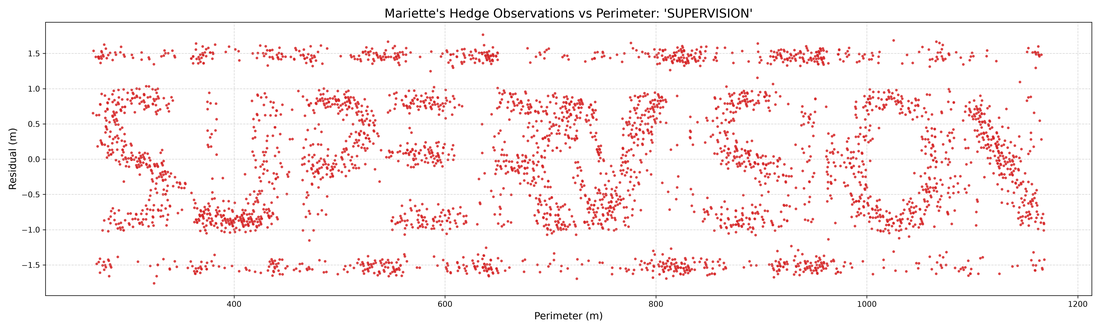 Mariette's Hedge Observations vs Perimeter: 'SUPERVISION'
Residual (m)
1.5
1.0
0.5
0.0
−0.5
−1.0
−1.5
SUPERVISION
400 600 800 1000 1200
Perimeter (m)